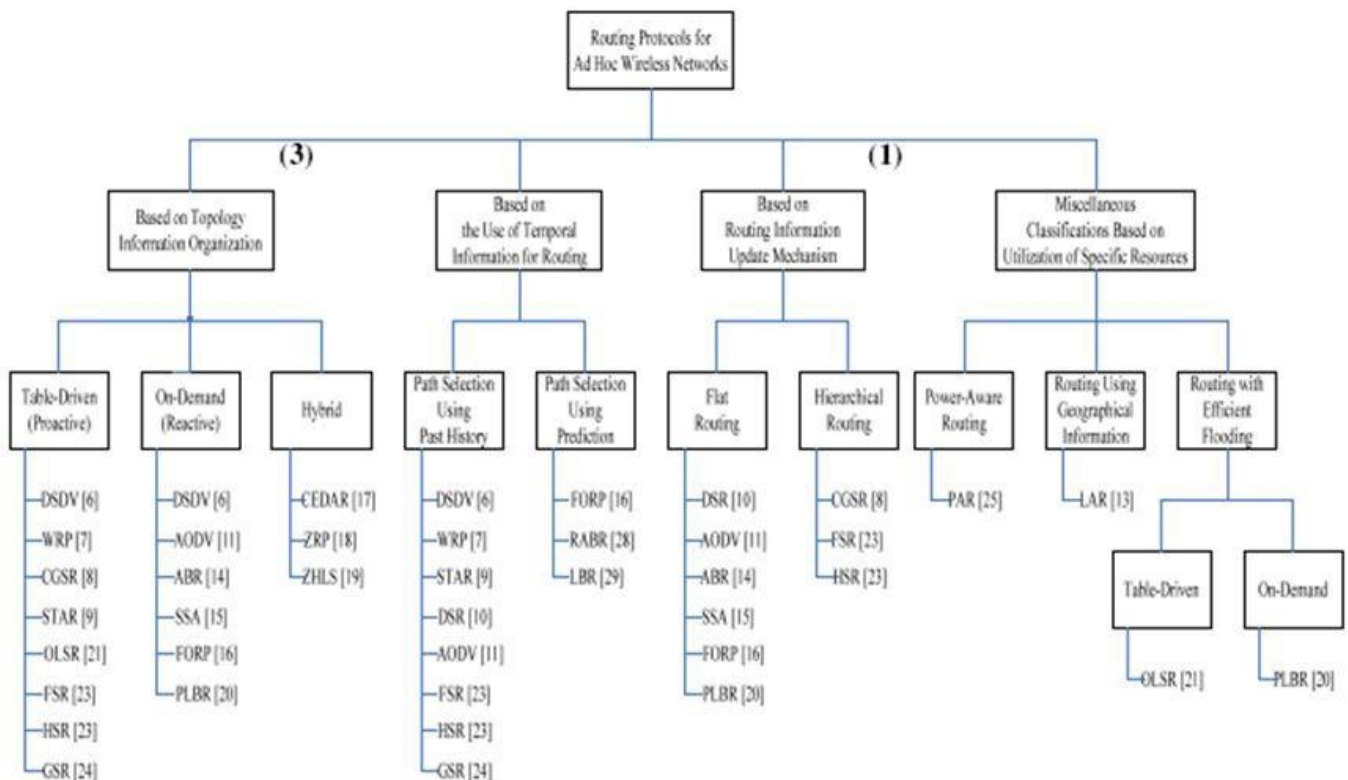 Routing Protocols for
Ad Hoc Wireless Networks
(3)
(1)
Based on Topology
Information Organization
Based on
the Use of Temporal
Information for Routing
Based on
Routing Information
Update Mechanism
Miscellaneous
Classifications Based on
Utilization of Specific Resources
Table-Driven
(Proactive)
On-Demand
(Reactive)
Hybrid
Path Selection
Using
Past History
Path Selection
Using
Prediction
Flat
Routing
Hierarchical
Routing
Power-Aware
Routing
Routing Using
Geographical
Information
Routing with
Efficient
Flooding
DSDV [6]
WRP [7]
CGSR [8]
STAR [9]
OLSR [21]
FSR [23]
HSR [23]
GSR [24]
DSDV [6]
AODV [11]
ABR [14]
SSA [15]
FORP [16]
PLBR [20]
CEDAR [17]
ZRP [18]
ZHLS [19]
DSDV [6]
WRP [7]
STAR [9]
DSR [10]
AODV [11]
FSR [23]
HSR [23]
GSR [24]
FORP [16]
RABR [28]
LBR [29]
DSR [10]
AODV [11]
ABR [14]
SSA [15]
FORP [16]
PLBR [20]
CGSR [8]
FSR [23]
HSR [23]
PAR [25]
LAR [13]
Table-Driven
On-Demand
OLSR [21]
PLBR [20]